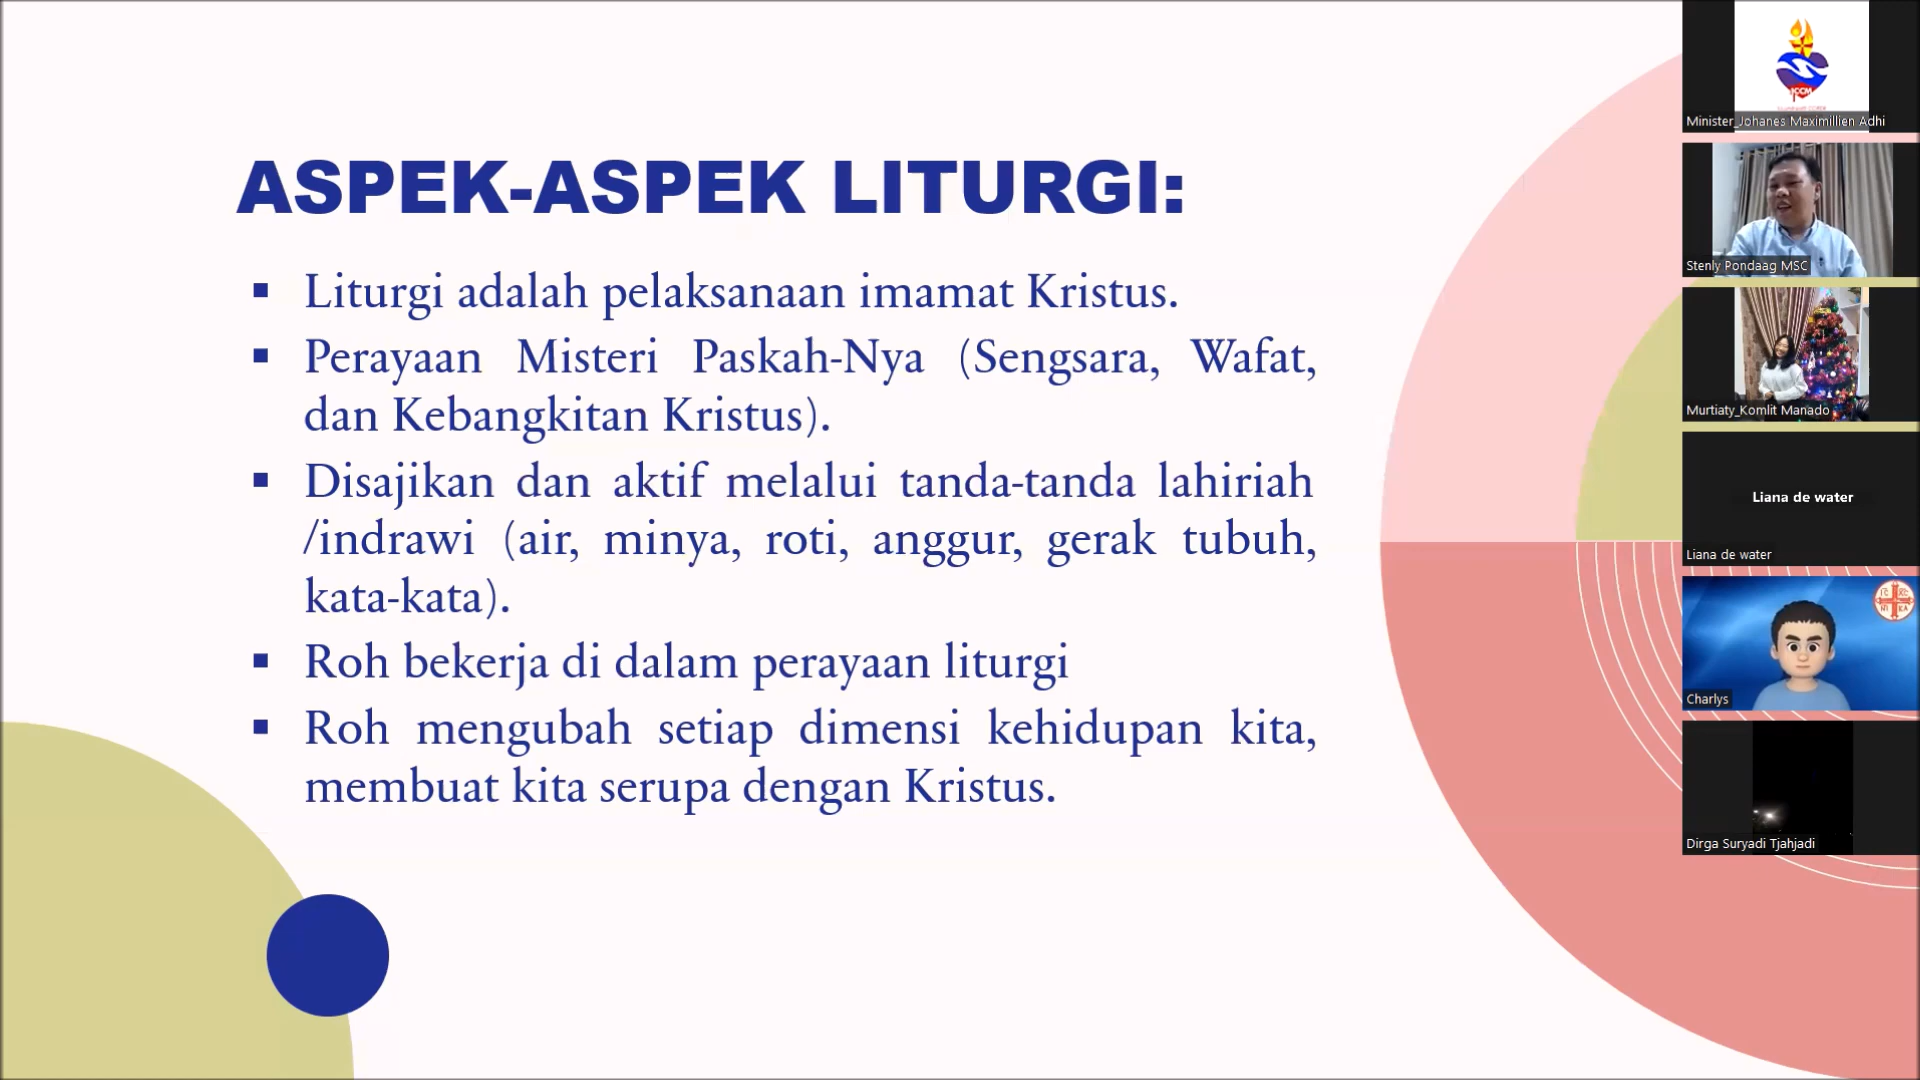 ASPEK-ASPEK LITURGI:
▪ Liturgi adalah pelaksanaan imamat Kristus.
▪ Perayaan Misteri Paskah-Nya (Sengsara, Wafat,
dan Kebangkitan Kristus).
▪ Disajikan dan aktif melalui tanda-tanda lahiriah
/indrawi (air, minya, roti, anggur, gerak tubuh,
kata-kata).
▪ Roh bekerja di dalam perayaan liturgi
▪ Roh mengubah setiap dimensi kehidupan kita,
membuat kita serupa dengan Kristus.
KCCM
Minister_Johanes Maximillien Adhi
Stenly Pondaag MSC
Murtiaty_Komlit Manado
Liana de water
Liana de water
Charlys
Dirga Suryadi Tjahjadi